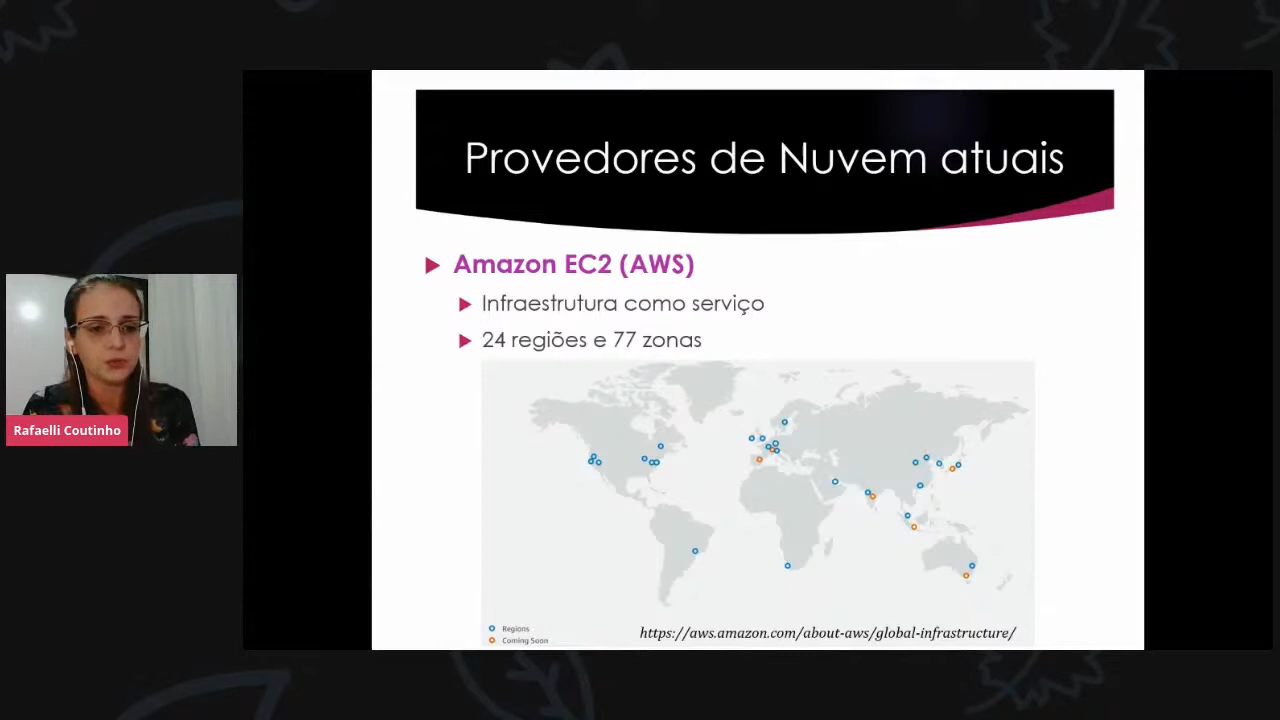 Provedores de Nuvem atuais
Amazon EC2 (AWS)
Infraestrutura como serviço
24 regiões e 77 zonas
Rafaelli Coutinho
Regions
Coming Soon
https://aws.amazon.com/about-aws/global-infrastructure/